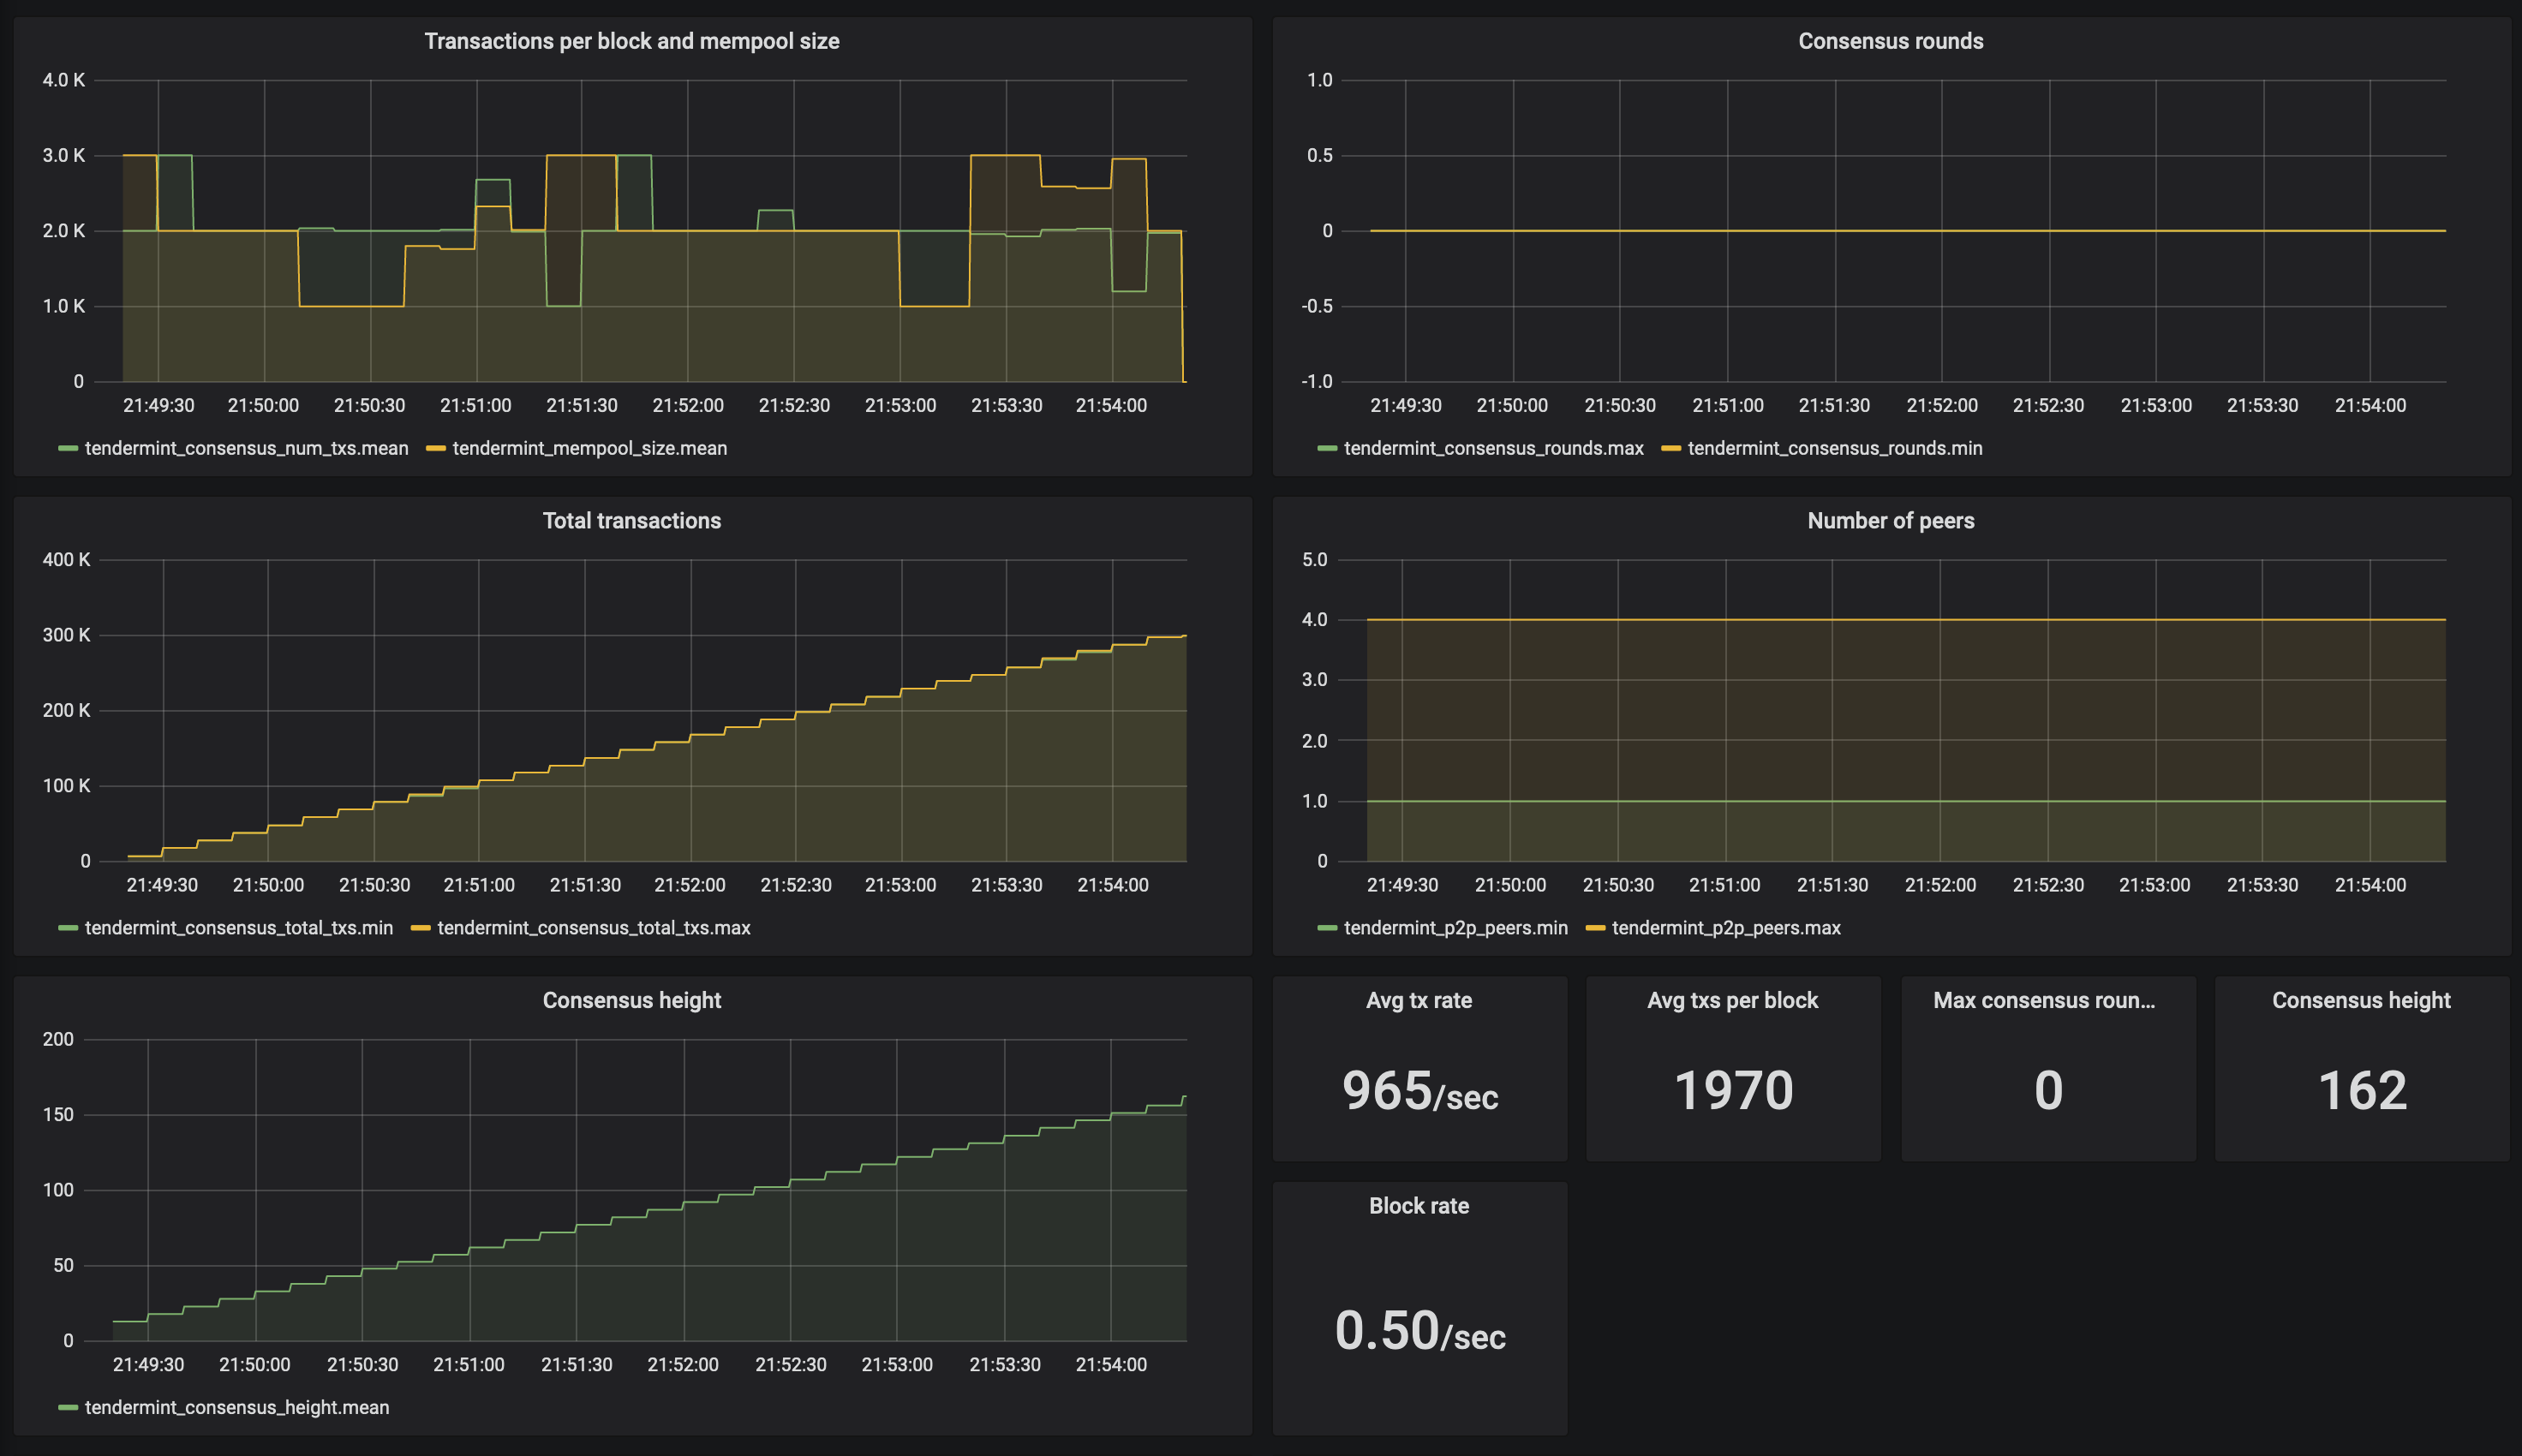 Transactions per block and mempool size
4.0 K
3.0 K
2.0 K
1.0 K
0
21:49:30 21:50:00 21:50:30 21:51:00 21:51:30 21:52:00 21:52:30 21:53:00 21:53:30 21:54:00
tendermint_consensus_num_txs.mean tendermint_mempool_size.mean
Consensus rounds
1.0
0.5
0
-0.5
-1.0
21:49:30 21:50:00 21:50:30 21:51:00 21:51:30 21:52:00 21:52:30 21:53:00 21:53:30 21:54:00
tendermint_consensus_rounds.max tendermint_consensus_rounds.min
Total transactions
400 K
300 K
200 K
100 K
0
21:49:30 21:50:00 21:50:30 21:51:00 21:51:30 21:52:00 21:52:30 21:53:00 21:53:30 21:54:00
tendermint_consensus_total_txs.min tendermint_consensus_total_txs.max
Number of peers
5.0
4.0
3.0
2.0
1.0
0
21:49:30 21:50:00 21:50:30 21:51:00 21:51:30 21:52:00 21:52:30 21:53:00 21:53:30 21:54:00
tendermint_p2p_peers.min tendermint_p2p_peers.max
Consensus height
200
150
100
50
0
21:49:30 21:50:00 21:50:30 21:51:00 21:51:30 21:52:00 21:52:30 21:53:00 21:53:30 21:54:00
tendermint_consensus_height.mean
Avg tx rate
965/sec
Avg txs per block
1970
Max consensus roun...
0
Consensus height
162
Block rate
0.50/sec